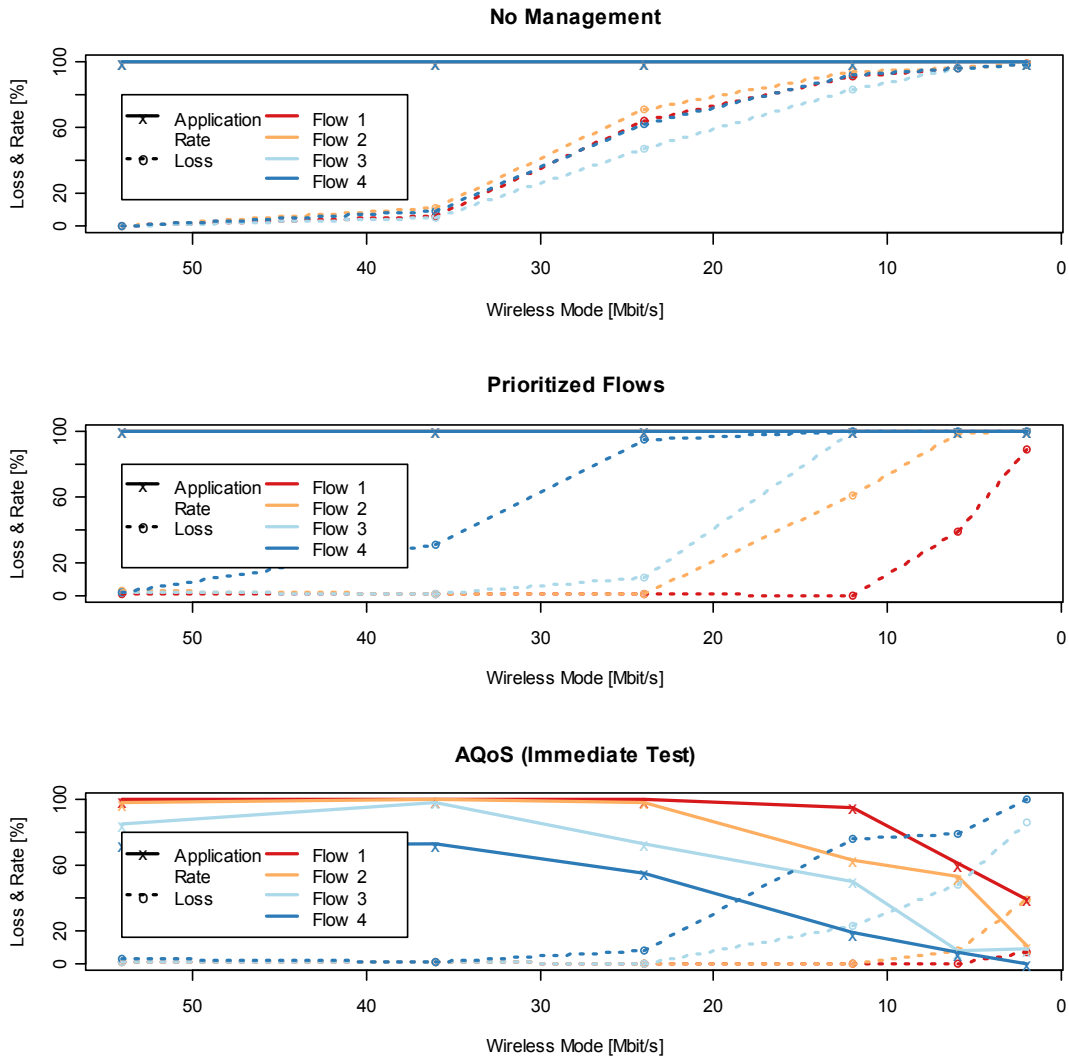 No Management
Loss & Rate [%]
100
60
20
0
Application Rate
Loss
Flow 1
Flow 2
Flow 3
Flow 4
50 40 30 20 10 0
Wireless Mode [Mbit/s]
Prioritized Flows
Loss & Rate [%]
100
60
20
0
Application Rate
Loss
Flow 1
Flow 2
Flow 3
Flow 4
50 40 30 20 10 0
Wireless Mode [Mbit/s]
AQoS (Immediate Test)
Loss & Rate [%]
100
60
20
0
Application Rate
Loss
Flow 1
Flow 2
Flow 3
Flow 4
50 40 30 20 10 0
Wireless Mode [Mbit/s]